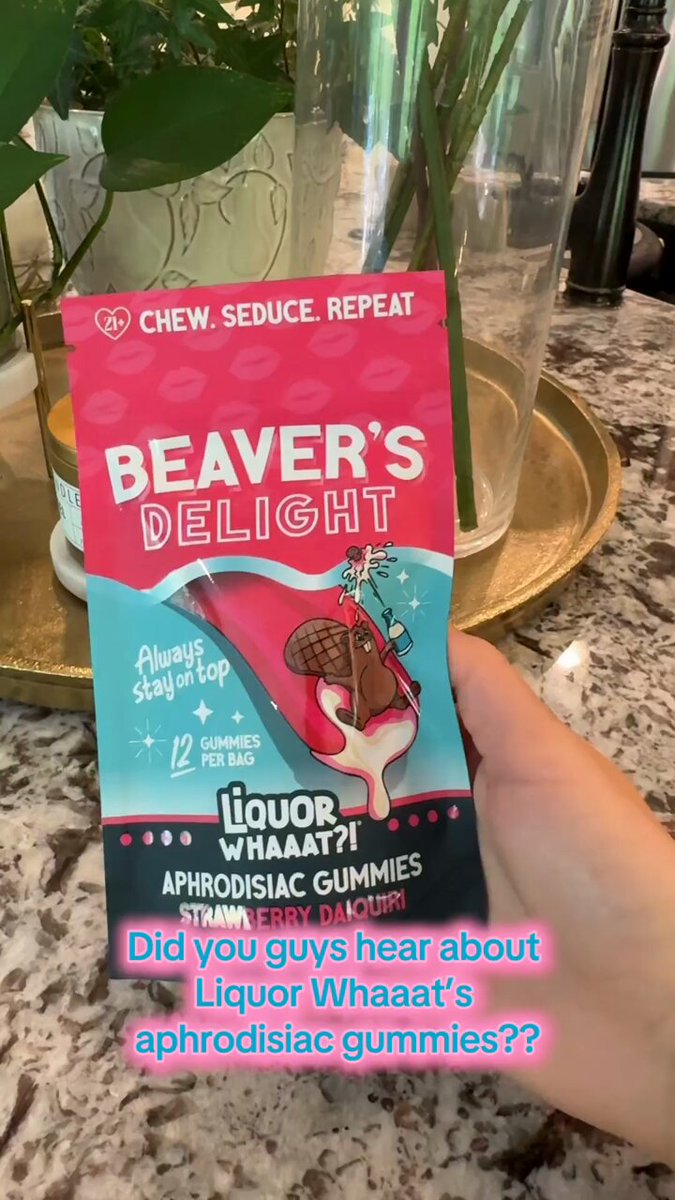 21+
CHEW. SEDUCE. REPEAT
BEAVER'S
DELIGHT
Always
stay on top
12 GUMMIES
PER BAG
LIQUOR
WHAAAT?!
APHRODISIAC GUMMIES
STRAWBERRY DAIQUIRI
Did you guys hear about
Liquor Whaaat's
aphrodisiac gummies??